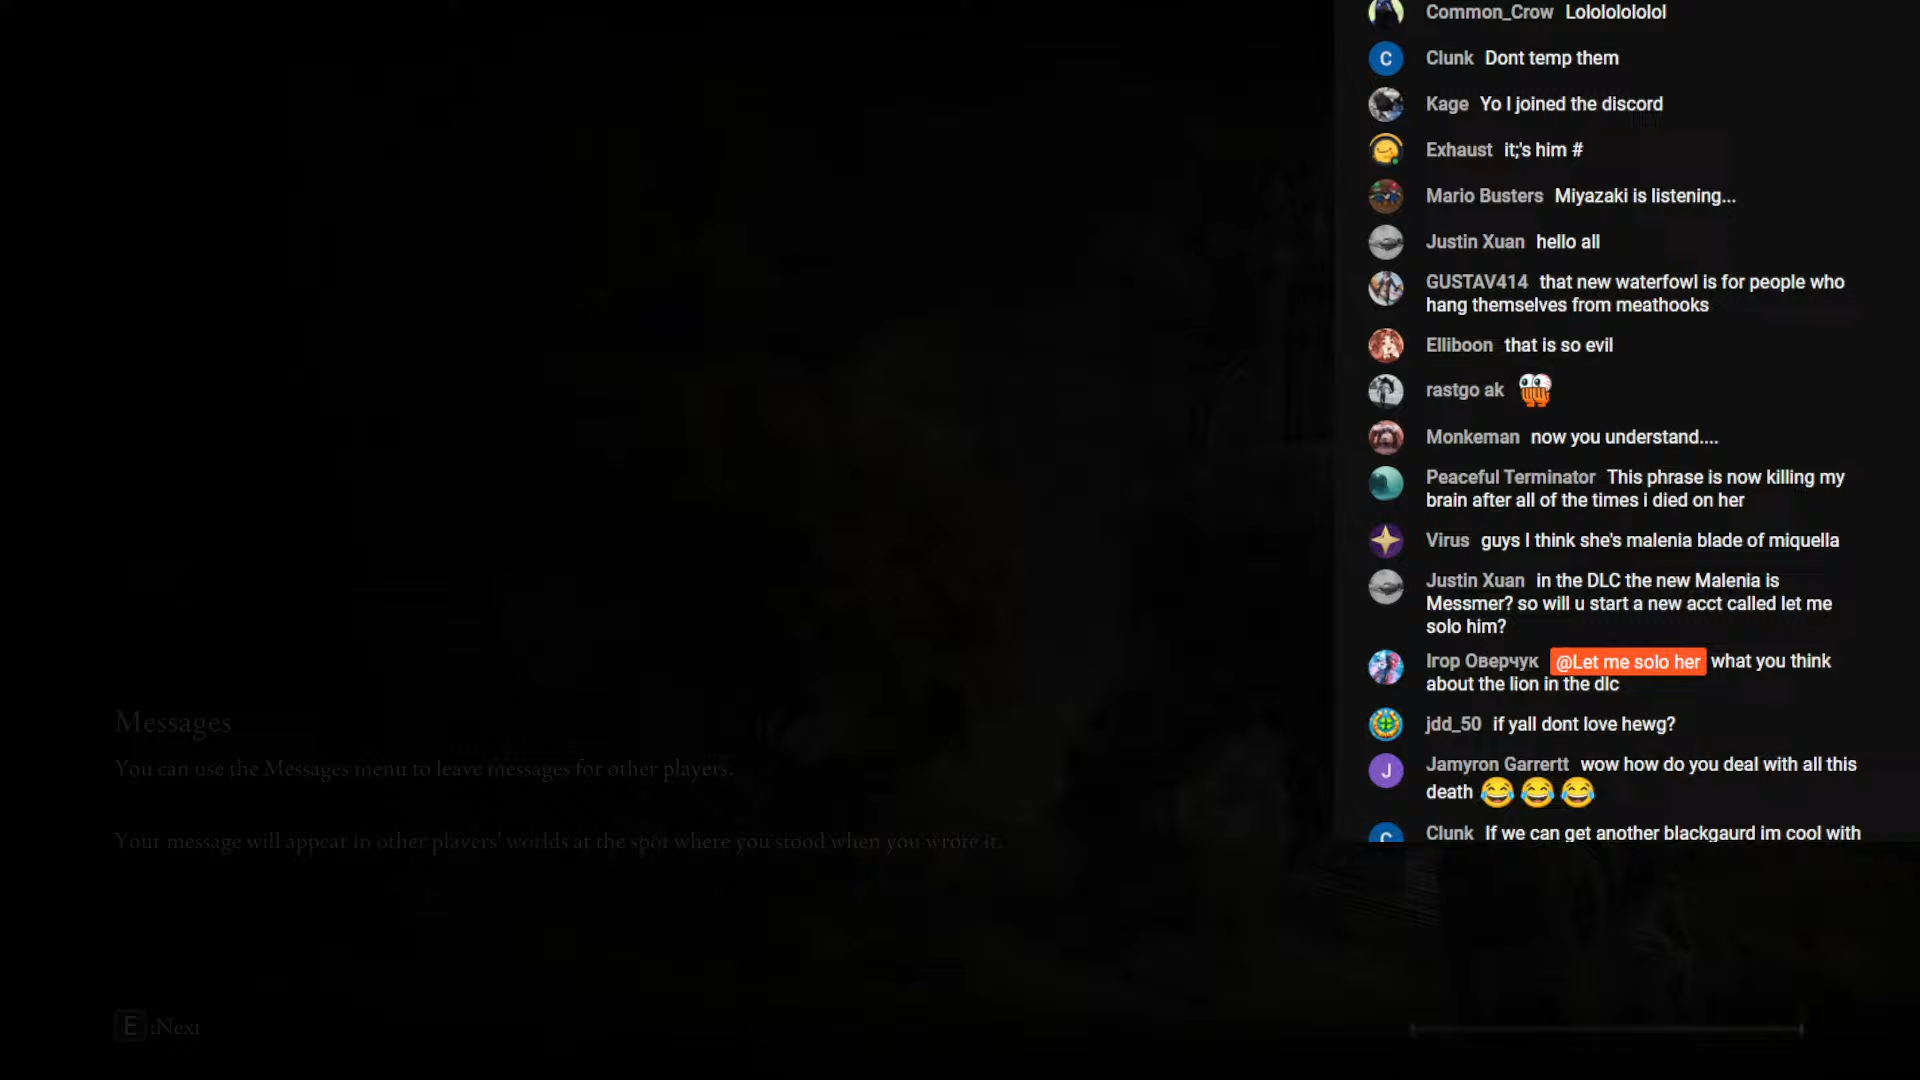 Common_Crow Lololololololol
C Clunk Dont temp them
Kage Yo I joined the discord
Exhaust it;'s him #
Mario Busters Miyazaki is listening...
Justin Xuan hello all
GUSTAV414 that new waterfowl is for people who
hang themselves from meathooks
Elliboon that is so evil
rastgo ak
Monkeman now you understand....
Peaceful Terminator This phrase is now killing my
brain after all of the times i died on her
Virus guys I think she's malenia blade of miquella
Justin Xuan in the DLC the new Malenia is
Messmer? so will u start a new acct called let me
solo him?
Ігор Оверчук @Let me solo her what you think
about the lion in the dlc
jdd_50 if yall dont love hewg?
J Jamyron Garrertt wow how do you deal with all this
death 😂😂😂
C Clunk If we can get another blackgaurd im cool with
Messages
You can use the Messages menu to leave messages for other players.
Your message will appear in other players' worlds at the spot where you stood when you wrote it.
E :Next